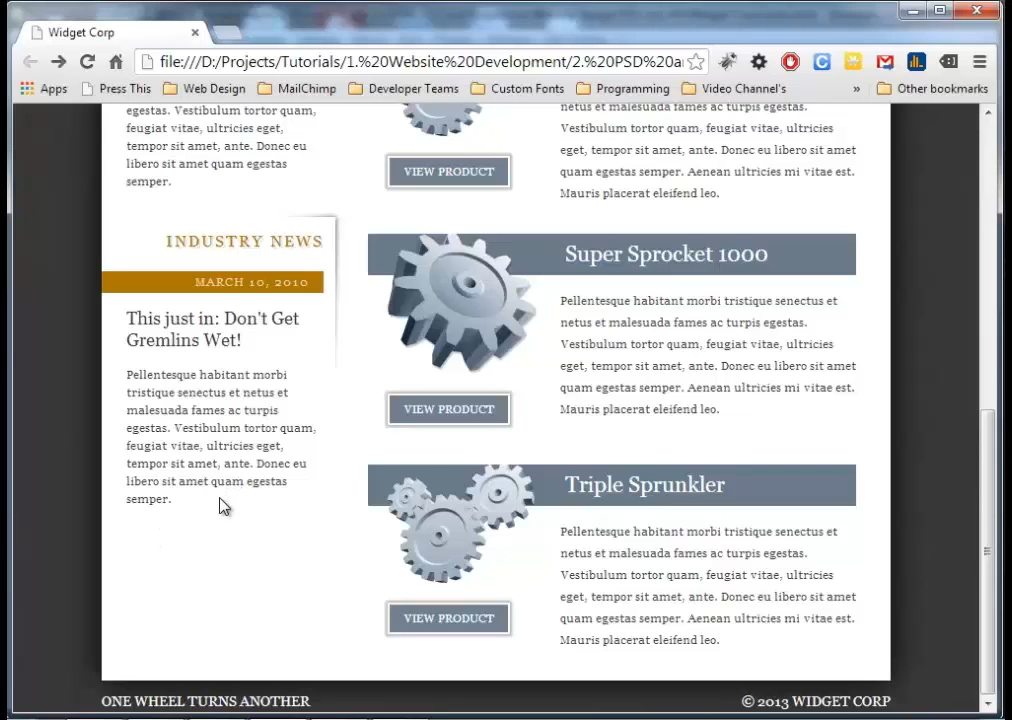 Widget Corp
file:///D:/Projects/Tutorials/1.%20Website%20Development/2.%20PSD%20a
Apps
Press This
Web Design
MailChimp
Developer Teams
Custom Fonts
Programming
Video Channel's
»
Other bookmarks
egestas. Vestibulum tortor quam,
feugiat vitae, ultricies eget,
tempor sit amet, ante. Donec eu
libero sit amet quam egestas
semper.
INDUSTRY NEWS
MARCH 10, 2010
This just in: Don't Get
Gremlins Wet!
Pellentesque habitant morbi
tristique senectus et netus et
malesuada fames ac turpis
egestas. Vestibulum tortor quam,
feugiat vitae, ultricies eget,
tempor sit amet, ante. Donec eu
libero sit amet quam egestas
semper.
VIEW PRODUCT
netus et malesuada fames ac turpis egestas.
Vestibulum tortor quam, feugiat vitae, ultricies
eget, tempor sit amet, ante. Donec eu libero sit amet
quam egestas semper. Aenean ultricies mi vitae est.
Mauris placerat eleifend leo.
Super Sprocket 1000
Pellentesque habitant morbi tristique senectus et
netus et malesuada fames ac turpis egestas.
Vestibulum tortor quam, feugiat vitae, ultricies
eget, tempor sit amet, ante. Donec eu libero sit amet
quam egestas semper. Aenean ultricies mi vitae est.
Mauris placerat eleifend leo.
VIEW PRODUCT
Triple Sprunkler
Pellentesque habitant morbi tristique senectus et
netus et malesuada fames ac turpis egestas.
Vestibulum tortor quam, feugiat vitae, ultricies
eget, tempor sit amet, ante. Donec eu libero sit amet
quam egestas semper. Aenean ultricies mi vitae est.
Mauris placerat eleifend leo.
VIEW PRODUCT
ONE WHEEL TURNS ANOTHER
© 2013 WIDGET CORP